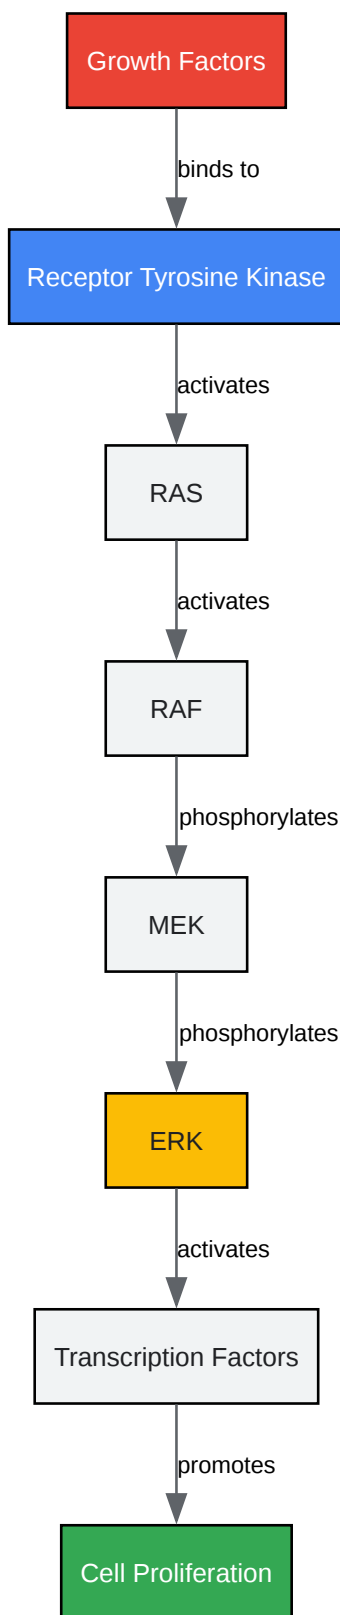 Growth Factors
binds to
Receptor Tyrosine Kinase
activates
RAS
activates
RAF
phosphorylates
MEK
phosphorylates
ERK
activates
Transcription Factors
promotes
Cell Proliferation